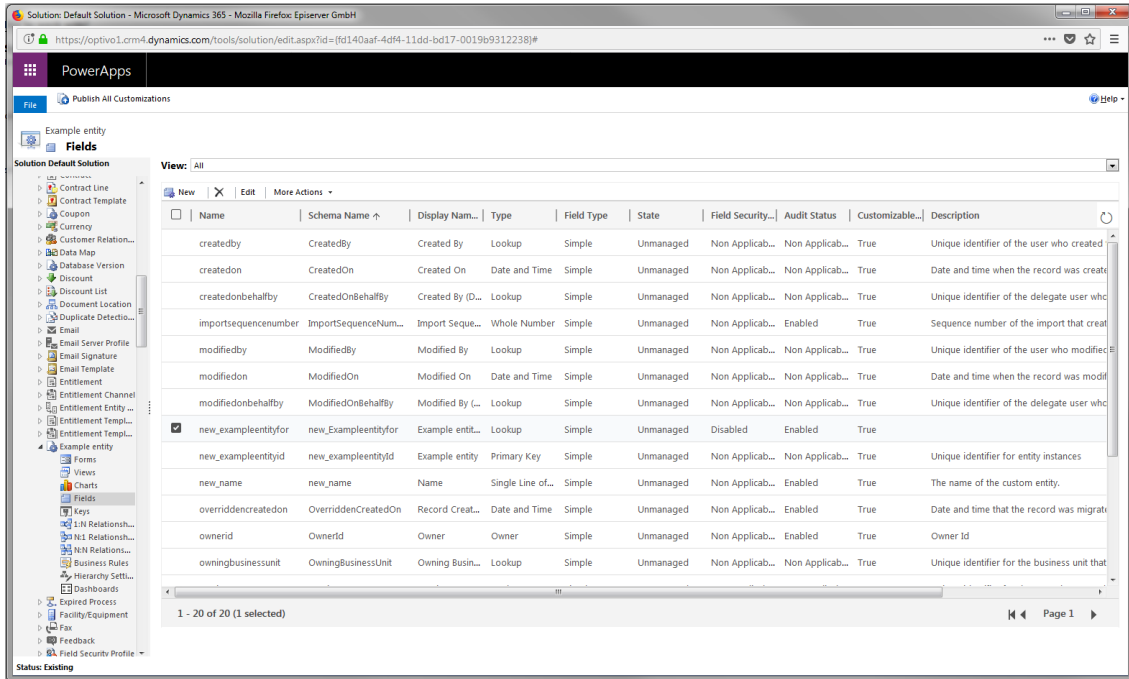 Solution: Default Solution - Microsoft Dynamics 365 - Mozilla Firefox: Episerver GmbH
https://optivo1.crm4.dynamics.com/tools/solution/edit.aspx?id={fd140aaf-4df4-11dd-bd17-0019b9312238}#
PowerApps
File Publish All Customizations Help
Example entity
Fields
Solution Default Solution
View: All
Contract Line
Contract Template
Coupon
Currency
Customer Relation...
Data Map
Database Version
Discount
Discount List
Document Location
Duplicate Detectio...
Email
Email Server Profile
Email Signature
Email Template
Entitlement
Entitlement Channel
Entitlement Entity ...
Entitlement Templ...
Entitlement Templ...
Example entity
Forms
Views
Charts
Fields
Keys
1:N Relationsh...
N:1 Relationsh...
N:N Relations...
Business Rules
Hierarchy Setti...
Dashboards
Expired Process
Facility/Equipment
Fax
Feedback
Field Security Profile
New Edit More Actions
Name Schema Name ↑ Display Nam... Type Field Type State Field Security... Audit Status Customizable... Description
createdby CreatedBy Created By Lookup Simple Unmanaged Non Applicab... Non Applicab... True Unique identifier of the user who created
createdon CreatedOn Created On Date and Time Simple Unmanaged Non Applicab... Non Applicab... True Date and time when the record was create
createdonbehalfby CreatedOnBehalfBy Created By (D... Lookup Simple Unmanaged Non Applicab... Non Applicab... True Unique identifier of the delegate user who
importsequencenumber ImportSequenceNum... Import Seque... Whole Number Simple Unmanaged Non Applicab... Enabled True Sequence number of the import that creat
modifiedby ModifiedBy Modified By Lookup Simple Unmanaged Non Applicab... Non Applicab... True Unique identifier of the user who modified
modifiedon ModifiedOn Modified On Date and Time Simple Unmanaged Non Applicab... Non Applicab... True Date and time when the record was modif
modifiedonbehalfby ModifiedOnBehalfBy Modified By (... Lookup Simple Unmanaged Non Applicab... Non Applicab... True Unique identifier of the delegate user who
new_exampleentityfor new_Exampleentityfor Example entit... Lookup Simple Unmanaged Disabled Enabled True
new_exampleentityid new_exampleentityId Example entity Primary Key Simple Unmanaged Non Applicab... Non Applicab... True Unique identifier for entity instances
new_name new_name Name Single Line of... Simple Unmanaged Non Applicab... Enabled True The name of the custom entity.
overriddencreatedon OverriddenCreatedOn Record Creat... Date and Time Simple Unmanaged Non Applicab... Enabled True Date and time that the record was migrate
ownerid OwnerId Owner Owner Simple Unmanaged Non Applicab... Enabled True Owner Id
owningbusinessunit OwningBusinessUnit Owning Busin... Lookup Simple Unmanaged Non Applicab... Non Applicab... True Unique identifier for the business unit that
1 - 20 of 20 (1 selected) Page 1
Status: Existing